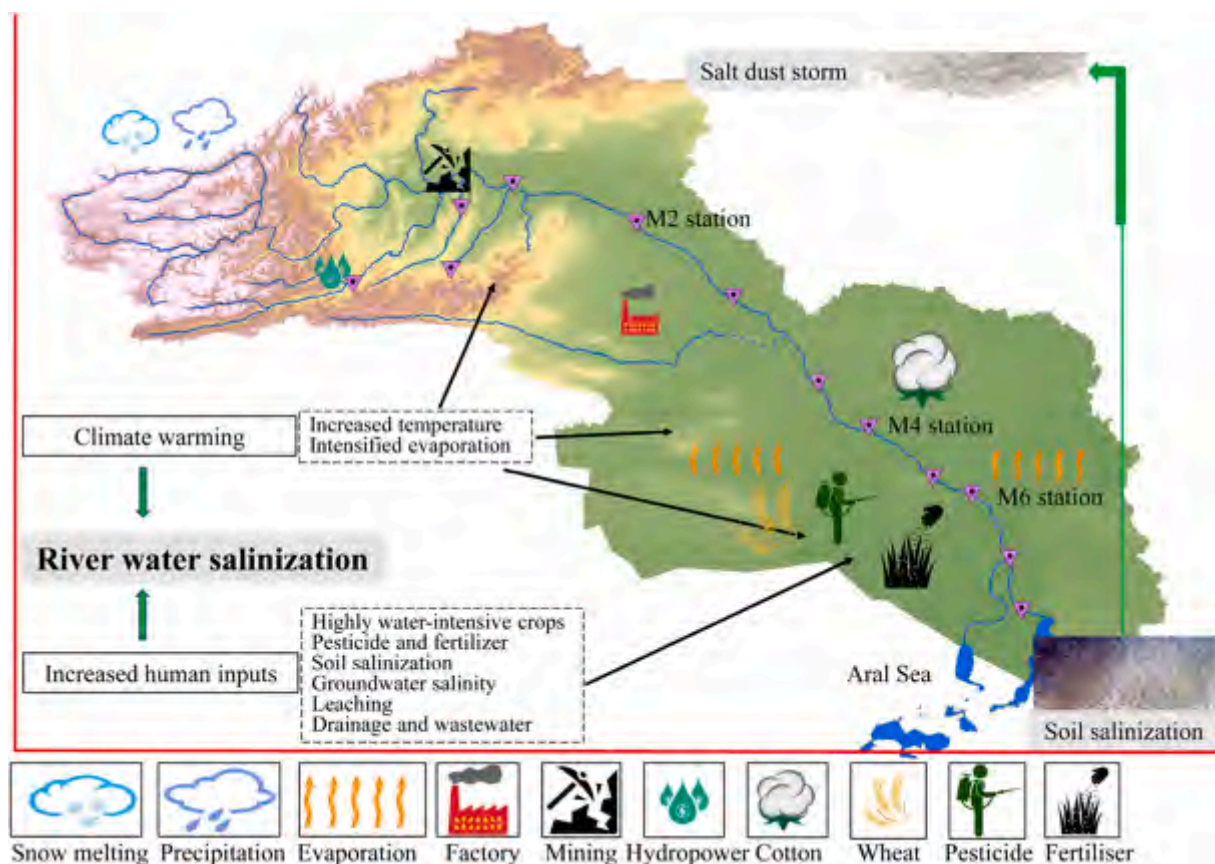 Salt dust storm
M2 station
Climate warming
Increased temperature
Intensified evaporation
M4 station
M6 station
River water salinization
Increased human inputs
Highly water-intensive crops
Pesticide and fertilizer
Soil salinization
Groundwater salinity
Leaching
Drainage and wastewater
Aral Sea
Soil salinization
Snow melting
Precipitation
Evaporation
Factory
Mining
Hydropower
Cotton
Wheat
Pesticide
Fertiliser